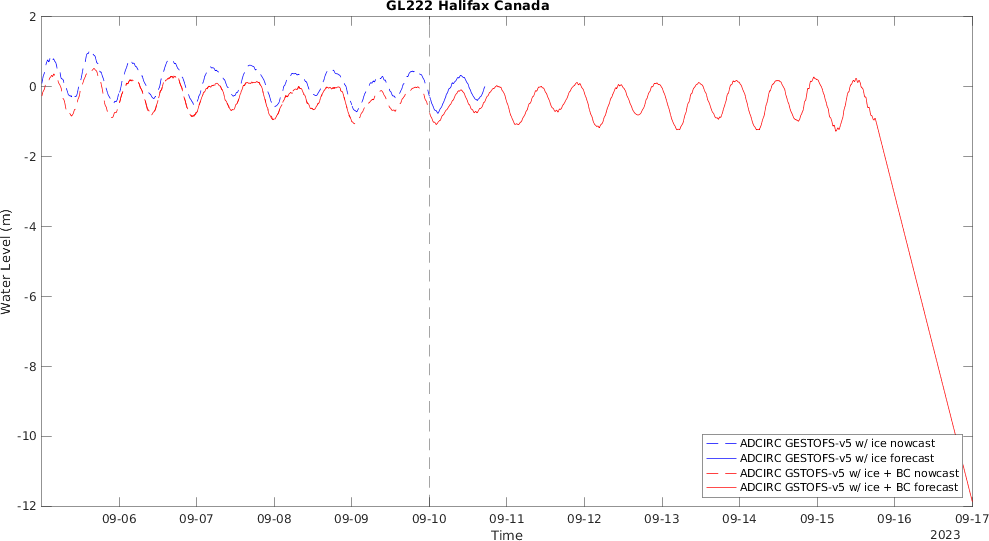 GL222 Halifax Canada
2
0
-2
-4
-6
-8
-10
-12
Water Level (m)
09-06 09-07 09-08 09-09 09-10 09-11 09-12 09-13 09-14 09-15 09-16 09-17
Time
2023
ADCIRC GESTOFS-v5 w/ ice nowcast
ADCIRC GESTOFS-v5 w/ ice forecast
ADCIRC GSTOFS-v5 w/ ice + BC nowcast
ADCIRC GSTOFS-v5 w/ ice + BC forecast